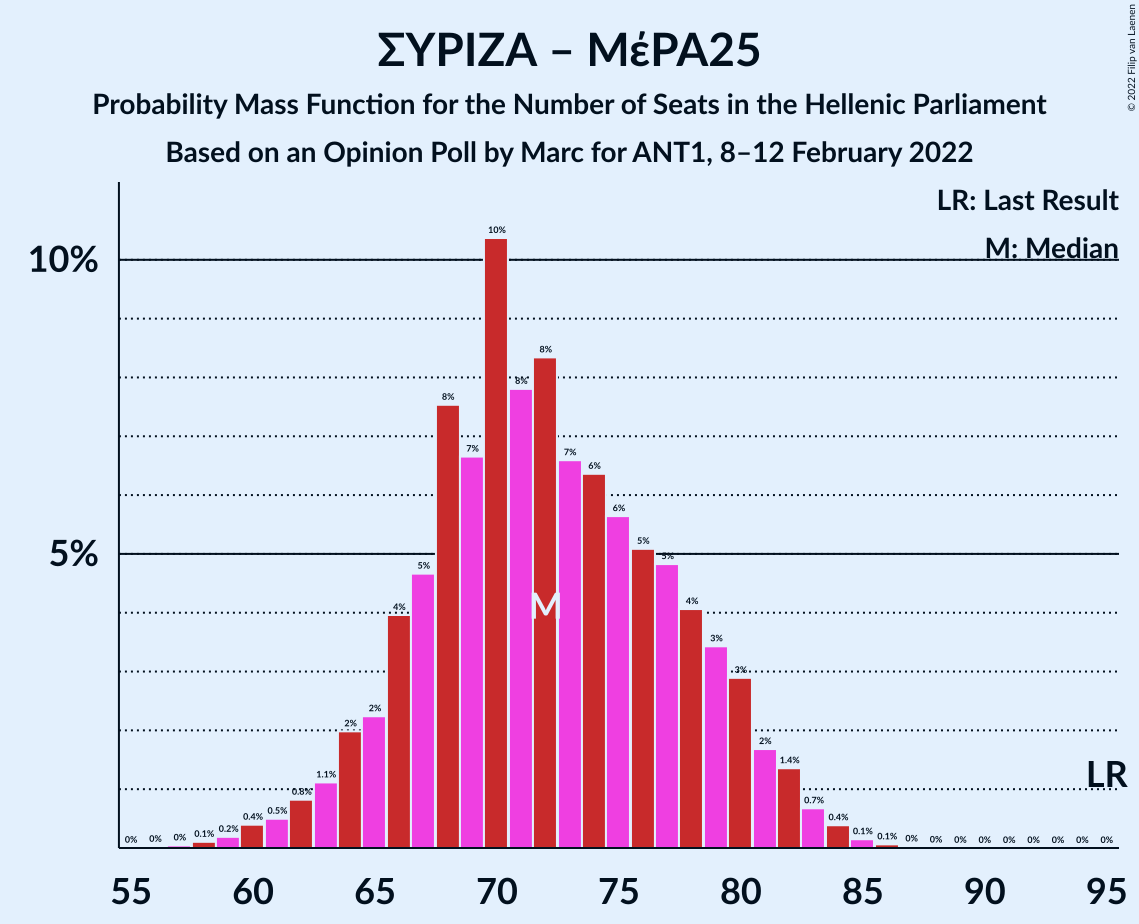 ΣΥΡΙΖΑ – ΜέΡΑ25
Probability Mass Function for the Number of Seats in the Hellenic Parliament
Based on an Opinion Poll by Marc for ANT1, 8–12 February 2022
© 2022 Filip van Laenen
LR: Last Result
M: Median
10%
5%
0% 0% 0% 0.1% 0.2% 0.4% 0.5% 0.8% 1.1% 2% 2% 4% 5% 8% 7% 10% 8% 8% 7% 6% 6% 5% 5% 4% 3% 3% 2% 1.4% 0.7% 0.4% 0.1% 0.1% 0% 0% 0% 0% 0% 0% 0% 0% 0%
M
LR
55 60 65 70 75 80 85 90 95